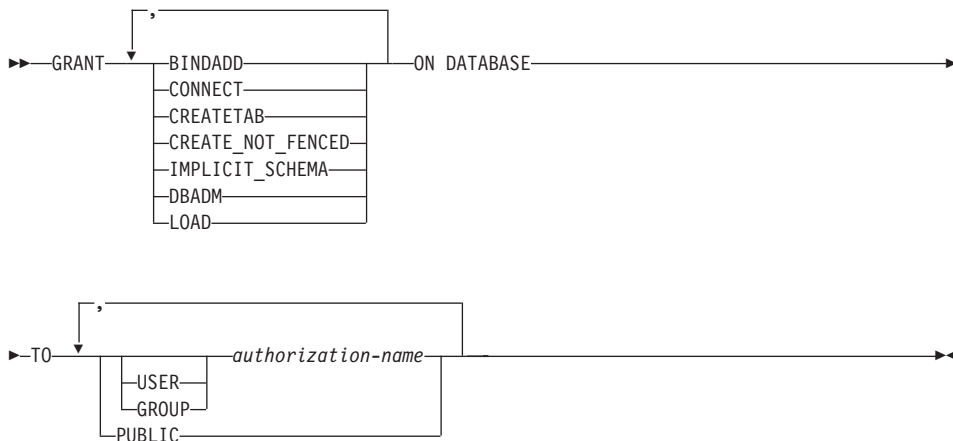 ,
GRANT BINDADD ON DATABASE
CONNECT
CREATETAB
CREATE_NOT_FENCED
IMPLICIT_SCHEMA
DBADM
LOAD
,
TO authorization-name
USER
GROUP
PUBLIC